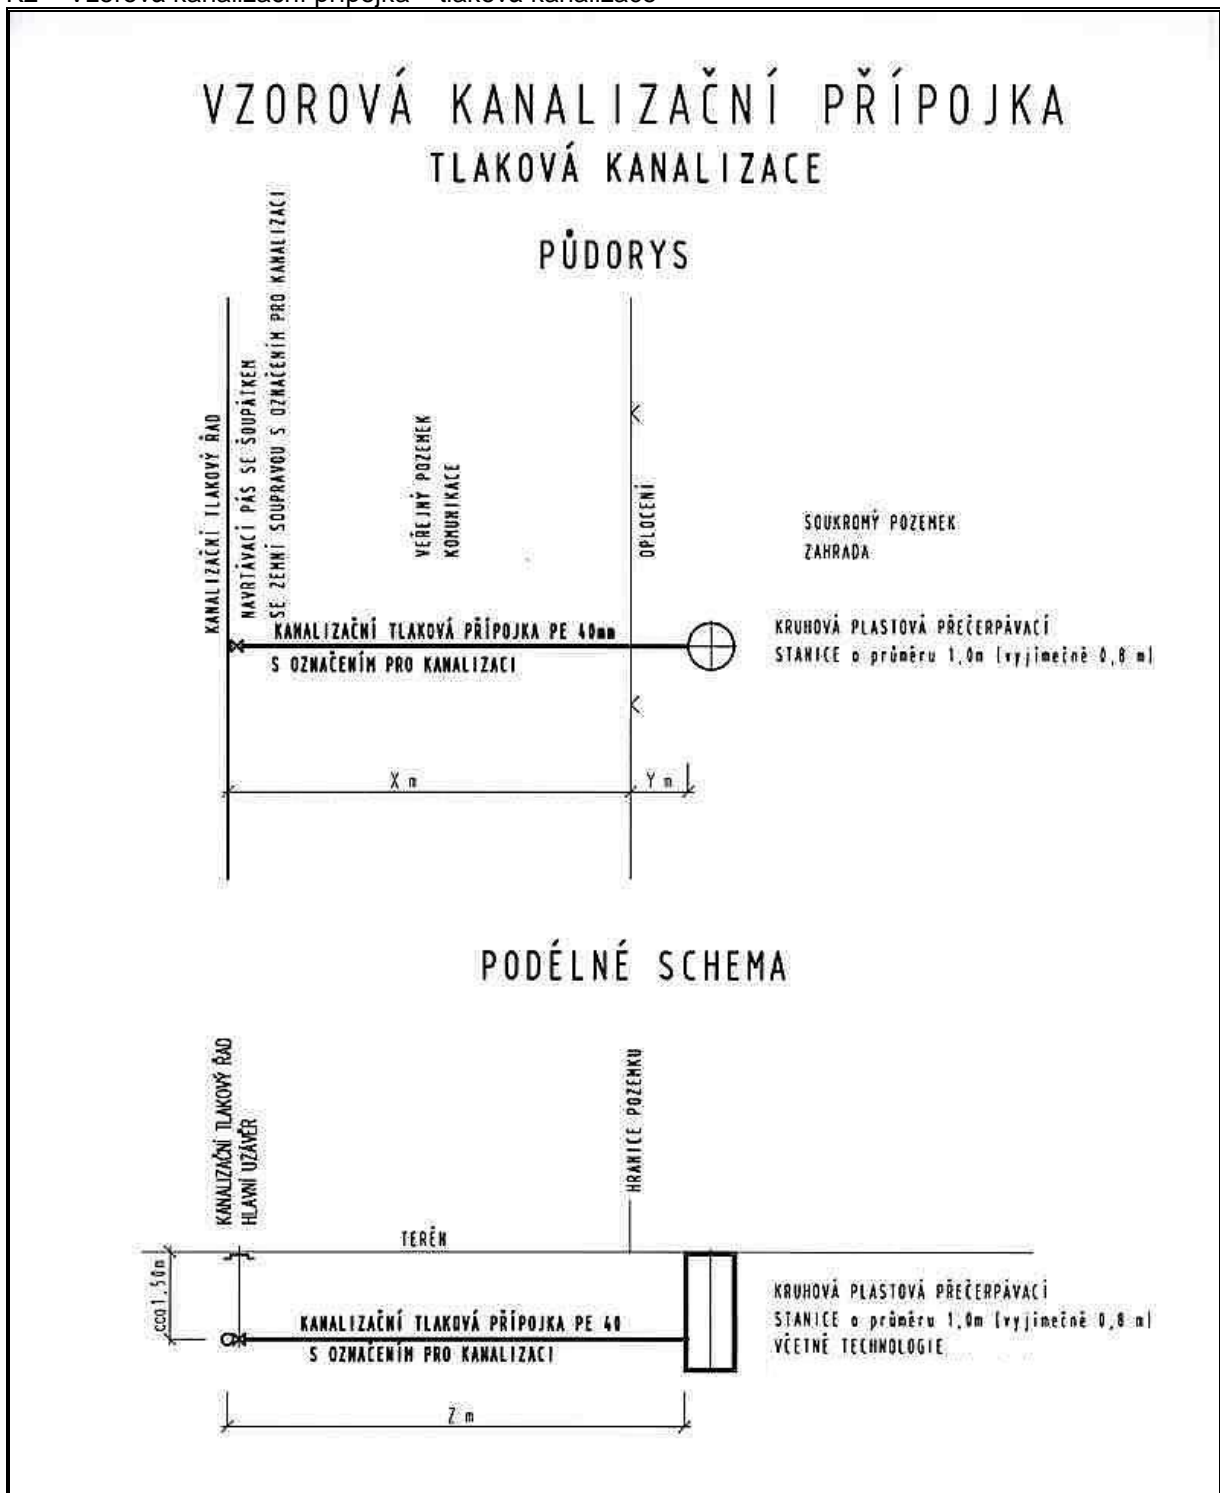 K2 – Vzorová kanalizační přípojka – tlaková kanalizace
VZOROVÁ KANALIZAČNÍ PŘÍPOJKA
TLAKOVÁ KANALIZACE
PŮDORYS
KANALIZAČNÍ TLAKOVÝ ŘAD
NAVRTÁVACÍ PÁS SE ŠOUPÁTKEM
SE ZEMNÍ SOUPRAVOU S OZNAČENÍM PRO KANALIZACI
VEŘEJNÝ POZEMEK
KOMUNIKACE
OPLOCENÍ
SOUKROMÝ POZEMEK
ZAHRADA
KANALIZAČNÍ TLAKOVÁ PŘÍPOJKA PE 40mm
S OZNAČENÍM PRO KANALIZACI
KRUHOVÁ PLASTOVÁ PŘEČERPÁVACÍ
STANICE o průměru 1,0m (vyjímečně 0,8 m)
X m
Y m
PODÉLNÉ SCHEMA
KANALIZAČNÍ TLAKOVÝ ŘAD
HLAVNÍ UZÁVĚR
HRANICE POZEMKU
TERÉN
cca1,50m
KANALIZAČNÍ TLAKOVÁ PŘÍPOJKA PE 40
S OZNAČENÍM PRO KANALIZACI
KRUHOVÁ PLASTOVÁ PŘEČERPÁVACÍ
STANICE o průměru 1,0m (vyjímečně 0,8 m)
VČETNĚ TECHNOLOGIE
Z m